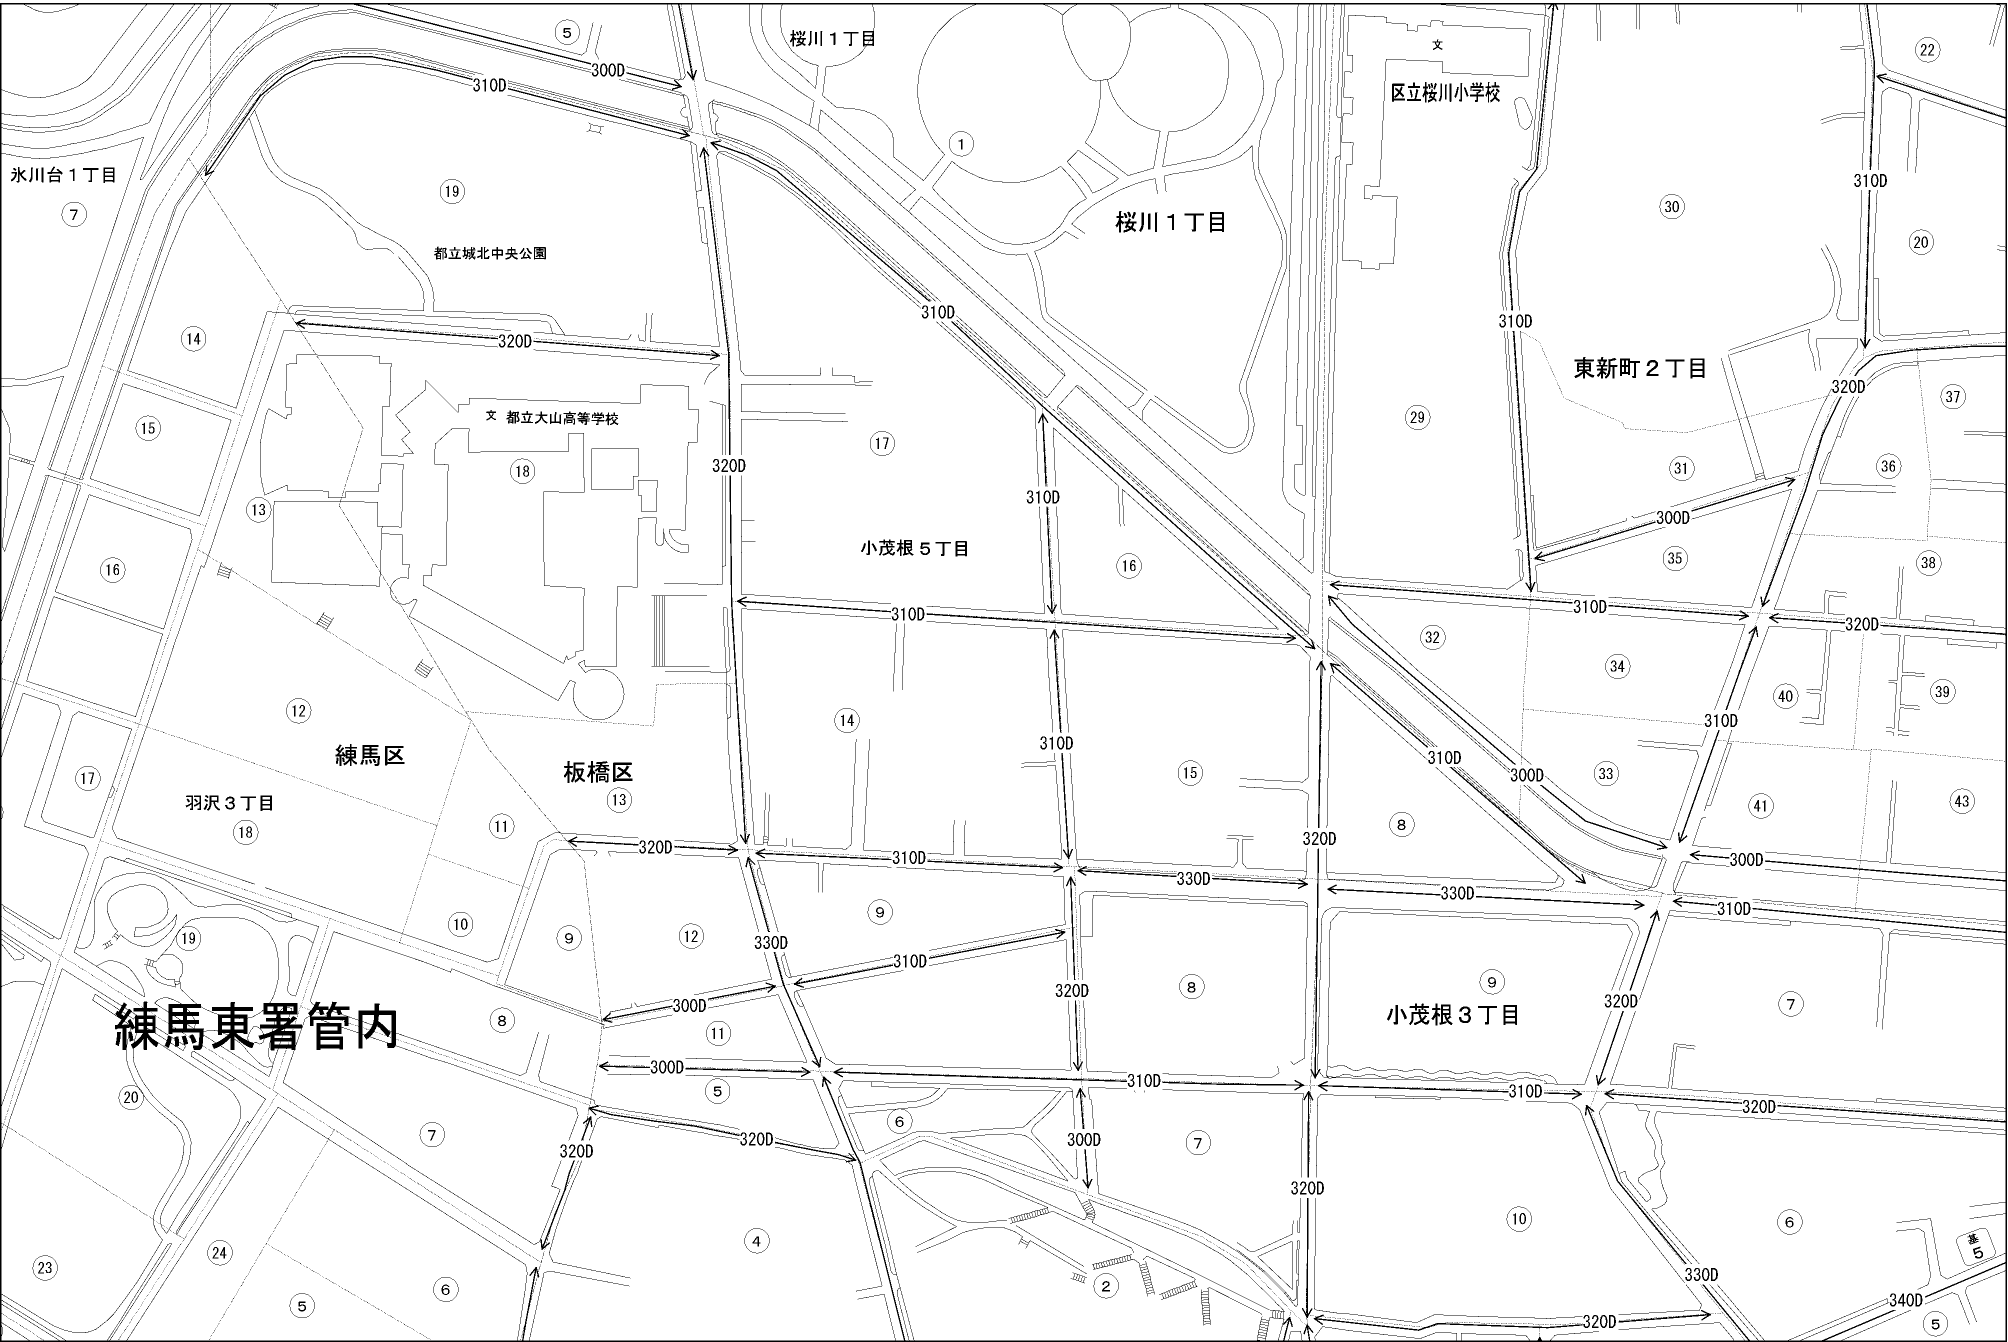 5
桜川1丁目
文
22
300D
310D
区立桜川小学校
1
氷川台1丁目
19
310D
30
7
桜川1丁目
20
都立城北中央公園
310D
310D
14
320D
東新町2丁目
320D
37
15
文 都立大山高等学校
17
29
18
320D
31
36
13
310D
300D
小茂根5丁目
16
16
35
38
310D
310D
320D
32
34
40
39
12
14
310D
練馬区
310D
310D
板橋区
15
300D
33
17
羽沢3丁目
13
41
43
18
11
8
320D
320D
310D
300D
330D
330D
10
9
310D
19
9
12
330D
310D
320D
8
9
練馬東署管内
8
300D
320D
小茂根3丁目
7
11
300D
310D
310D
20
5
320D
6
7
320D
300D
7
320D
320D
10
6
24
4
基
5
23
2
330D
6
5
340D
320D
5